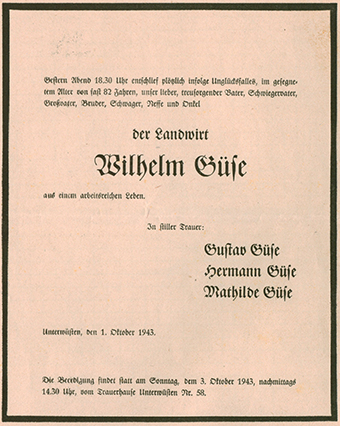 Gestern Abend 18.30 Uhr entschlief plötzlich infolge Unglücksfalles, im gesegne-
tem Alter von fast 82 Jahren, unser lieber, treusorgender Vater, Schwiegervater,
Großvater, Bruder, Schwager, Neffe und Onkel
der Landwirt
Wilhelm Güse
aus einem arbeitsreichen Leben.
In stiller Trauer:
Gustav Güse
Hermann Güse
Mathilde Güse
Unterwüsten, den 1. Oktober 1943.
Die Beerdigung findet statt am Sonntag, dem 3. Oktober 1943, nachmittags
14.30 Uhr, vom Trauerhause Unterwüsten Nr. 58.